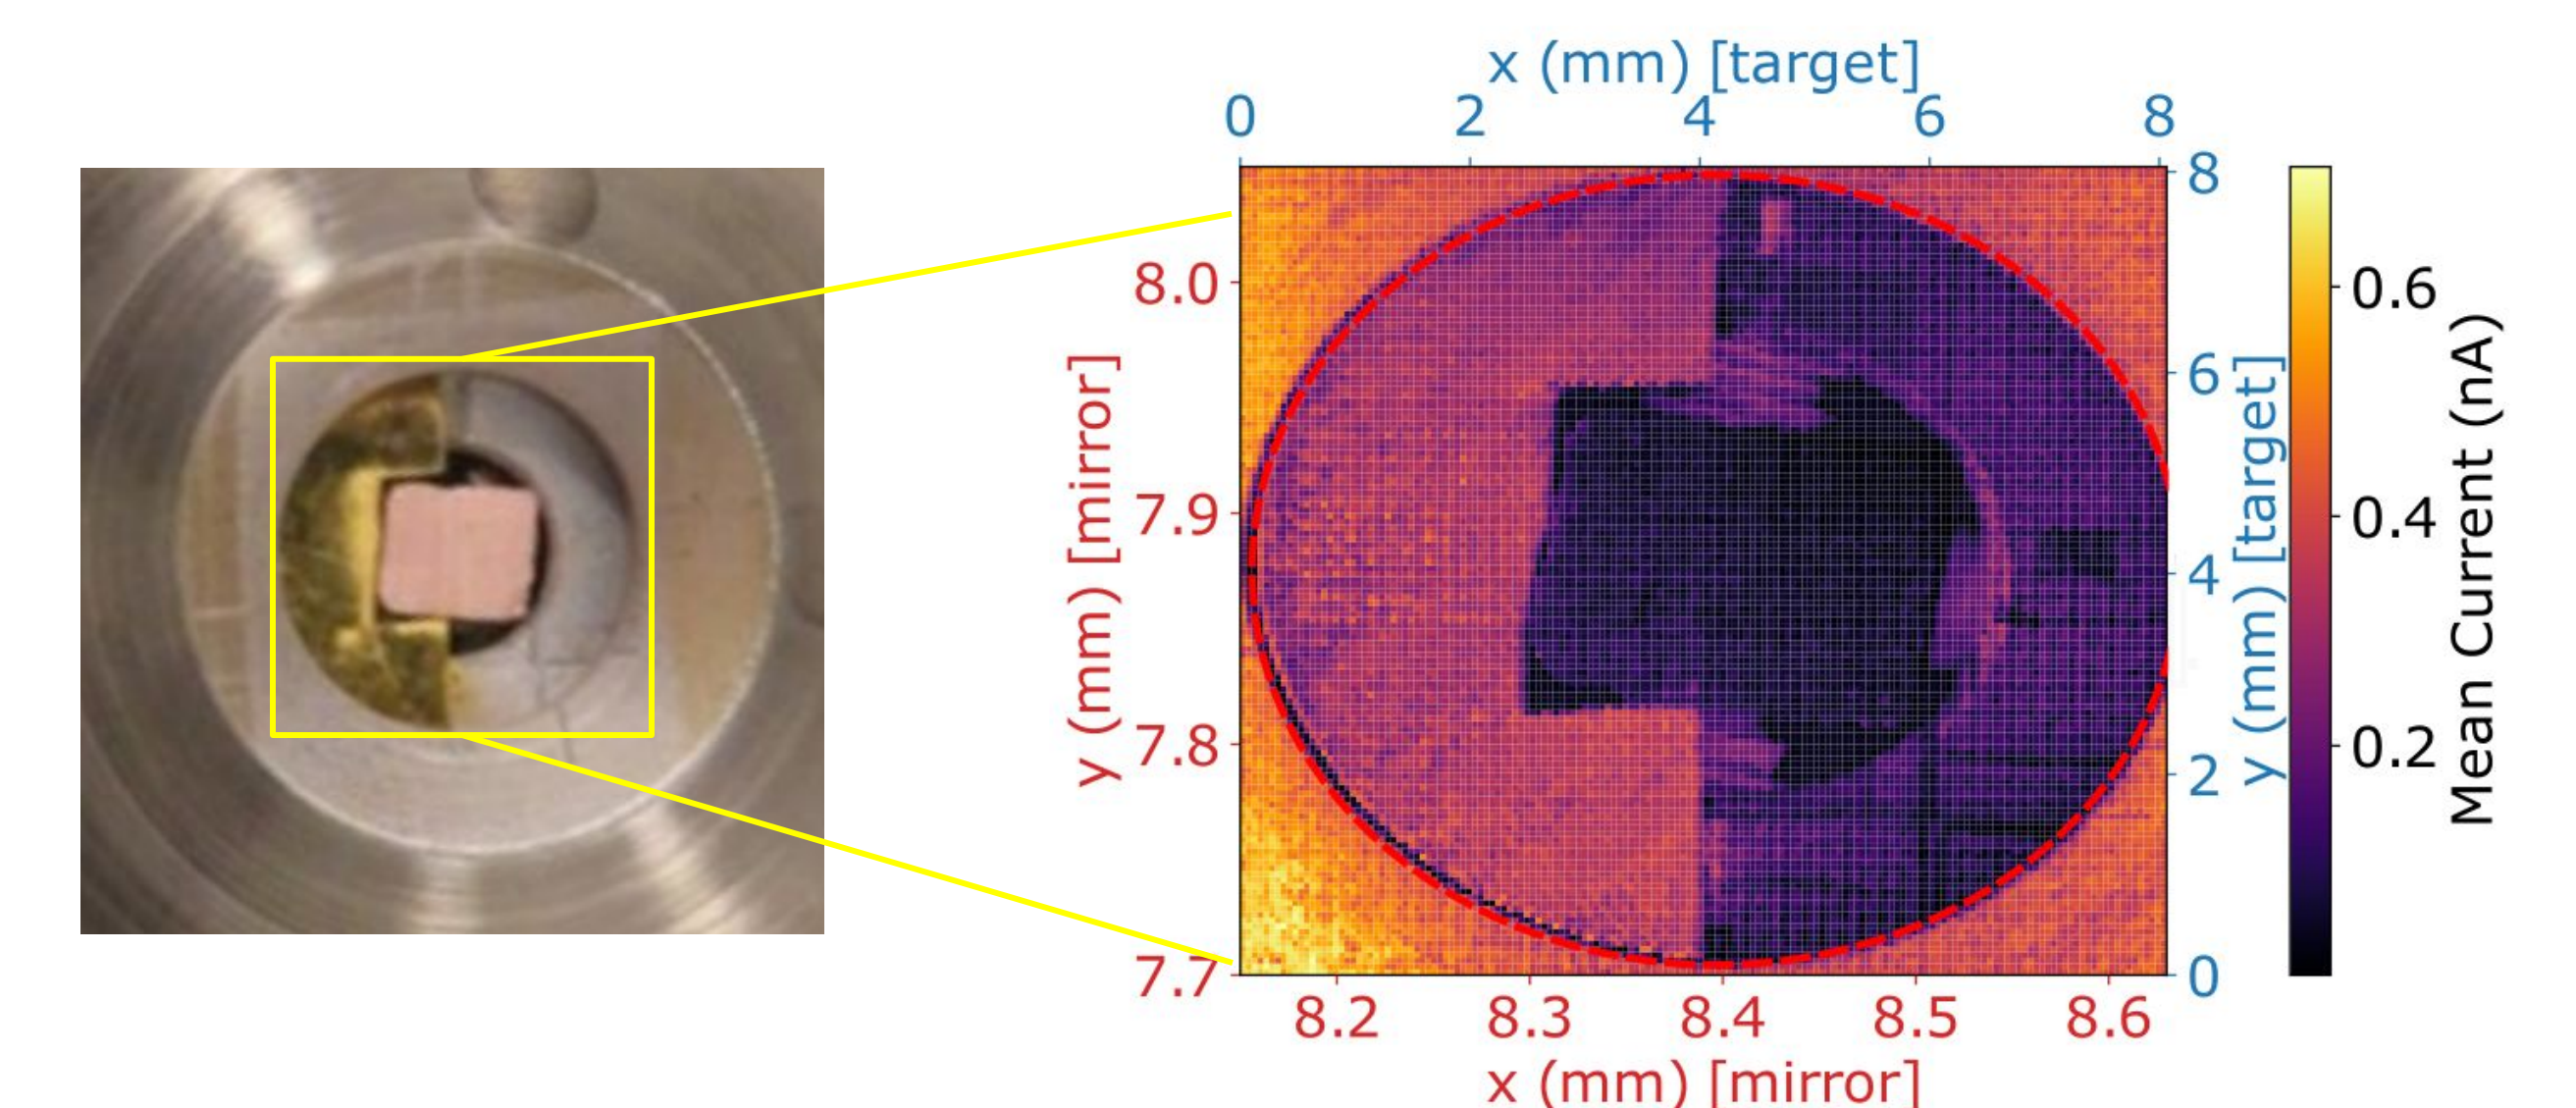 x (mm) [target]
0 2 4 6 8
8
6
4
2
0
y (mm) [target]
8.0
7.9
7.8
7.7
y (mm) [mirror]
8.2 8.3 8.4 8.5 8.6
x (mm) [mirror]
0.6
0.4
0.2
Mean Current (nA)